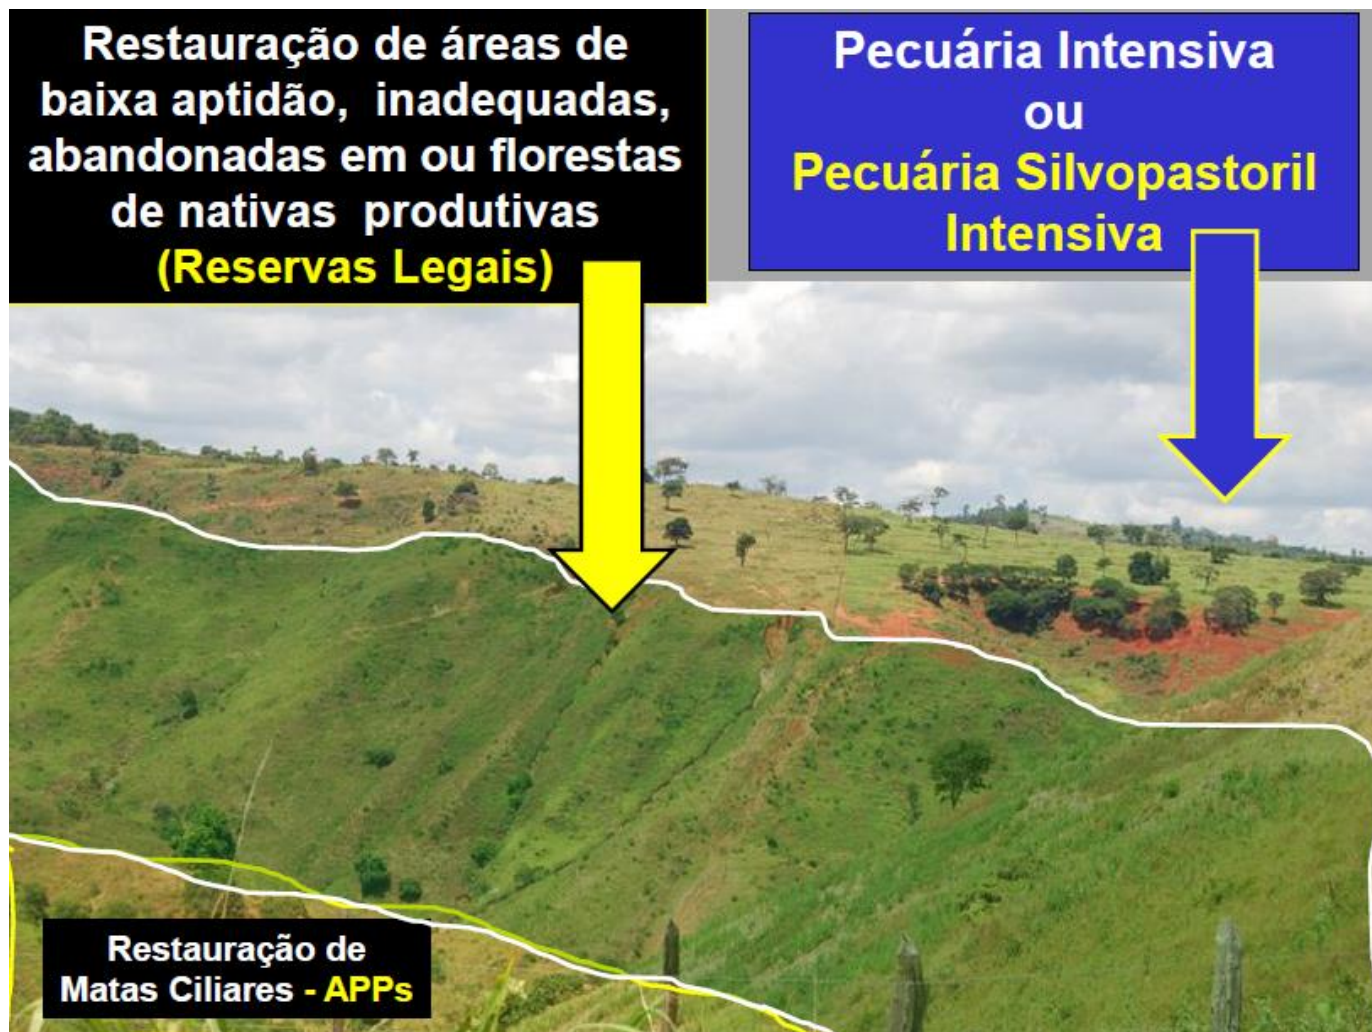 Restauração de áreas de
baixa aptidão, inadequadas,
abandonadas em ou florestas
de nativas produtivas
(Reservas Legais)
Pecuária Intensiva
ou
Pecuária Silvopastoril
Intensiva
Restauração de
Matas Ciliares - APPs